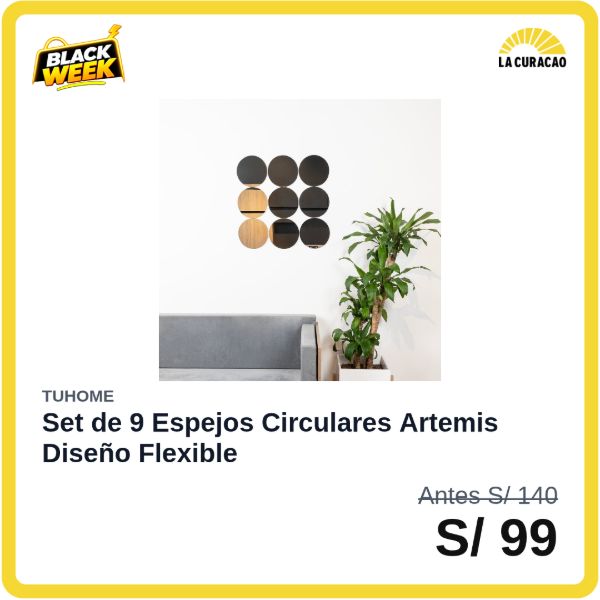 BLACK
WEEK
LA CURACAO
TUHOME
Set de 9 Espejos Circulares Artemis
Diseño Flexible
Antes S/ 140
S/ 99